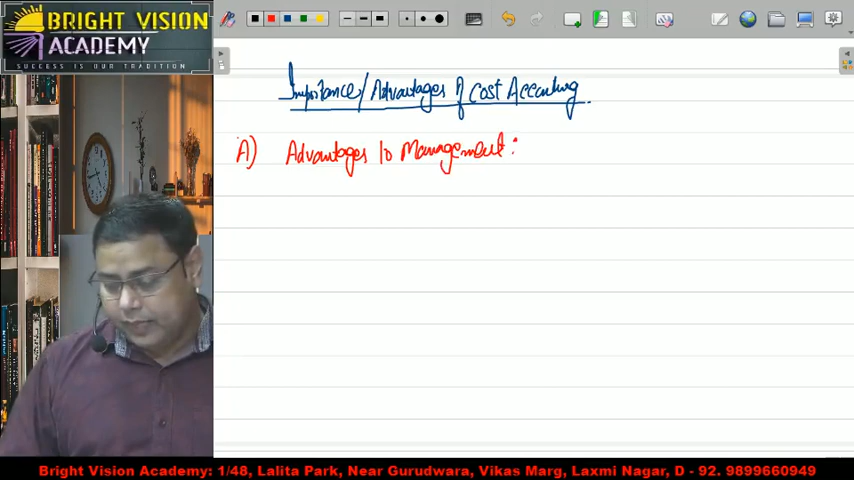 BRIGHT VISION
ACADEMY
SUCCESS IS OUR TRADITION
Importance/Advantages of Cost Accounting
A) Advantages to Management:
Bright Vision Academy: 1/48, Lalita Park, Near Gurudwara, Vikas Marg, Laxmi Nagar, D - 92. 9899660949